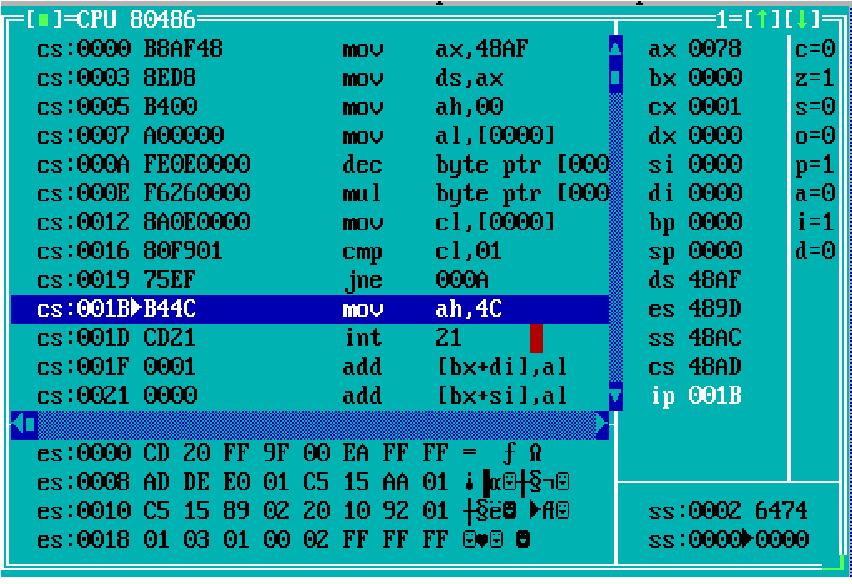 [■]=CPU 80486 1=[↑][↓]
cs:0000 B8AF48 mov ax,48AF ax 0078 c=0
cs:0003 8ED8 mov ds,ax bx 0000 z=1
cs:0005 B400 mov ah,00 cx 0001 s=0
cs:0007 A00000 mov al,[0000] dx 0000 o=0
cs:000A FE0E0000 dec byte ptr [000 si 0000 p=1
cs:000E F6260000 mul byte ptr [000 di 0000 a=0
cs:0012 8A0E0000 mov cl,[0000] bp 0000 i=1
cs:0016 80F901 cmp cl,01 sp 0000 d=0
cs:0019 75EF jne 000A ds 48AF
cs:001B►B44C mov ah,4C es 489D
cs:001D CD21 int 21 ss 48AC
cs:001F 0001 add [bx+di],al cs 48AD
cs:0021 0000 add [bx+si],al ip 001B
es:0000 CD 20 FF 9F 00 EA FF FF = ƒ Ω
es:0008 AD DE E0 01 C5 15 AA 01 ¡▐α☺┼§¬☺
es:0010 C5 15 89 02 20 10 92 01 ┼§ë☻ ►Æ☺ ss:0002 6474
es:0018 01 03 01 00 02 FF FF FF ☺♥☺ ☻ ss:0000►0000